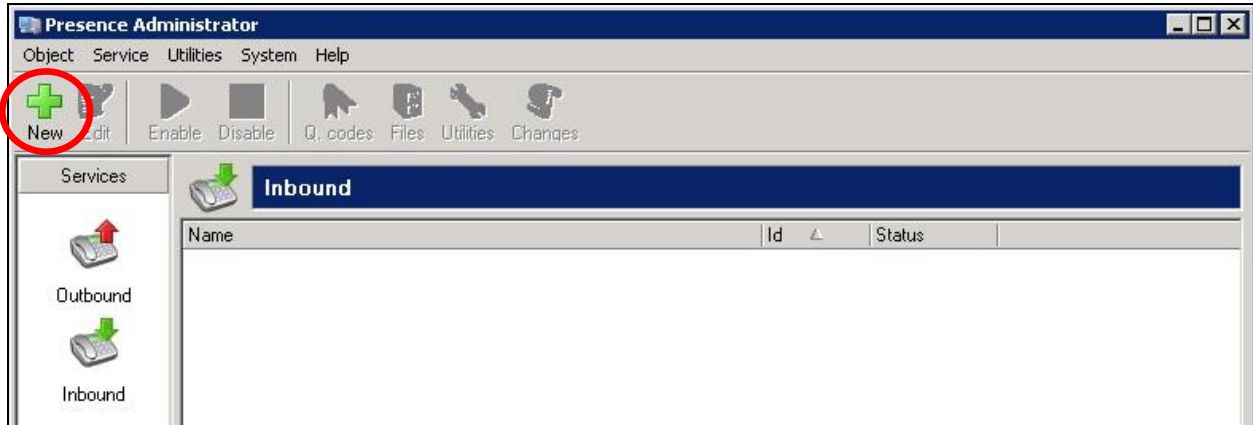 Presence Administrator
Object Service Utilities System Help
New Edit Enable Disable Q. codes Files Utilities Changes
Services
Inbound
Name Id Status
Outbound
Inbound